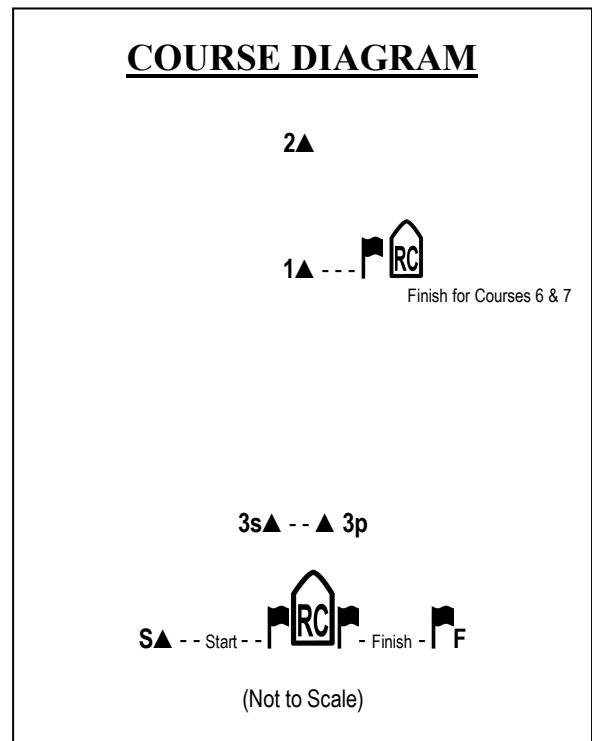 COURSE DIAGRAM
2▲
1▲ - - - RC
Finish for Courses 6 & 7
3s▲ - - ▲ 3p
S▲ - - Start - - RC - Finish - F
(Not to Scale)